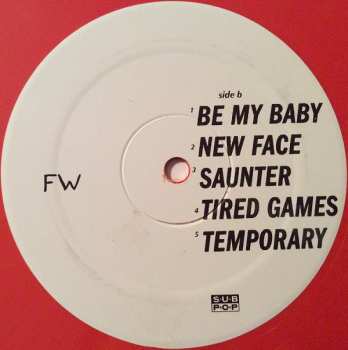 side b
1 BE MY BABY
2 NEW FACE
3 SAUNTER
4 TIRED GAMES
5 TEMPORARY
FW
SUB
POP